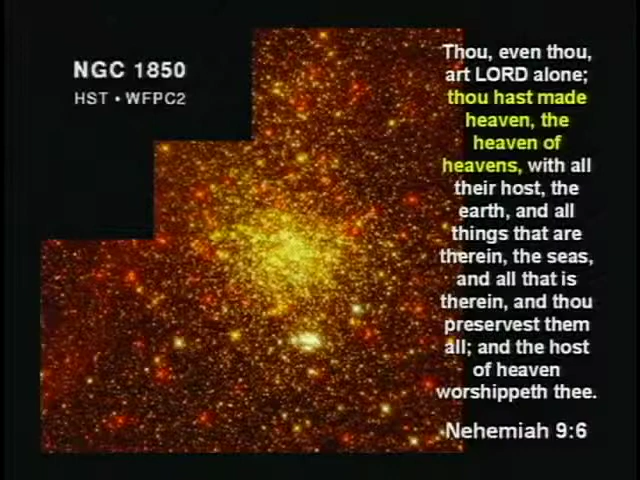 NGC 1850
HST • WFPC2
Thou, even thou,
art LORD alone;
thou hast made
heaven, the
heaven of
heavens, with all
their host, the
earth, and all
things that are
therein, the seas,
and all that is
therein, and thou
preservest them
all; and the host
of heaven
worshippeth thee.
Nehemiah 9:6